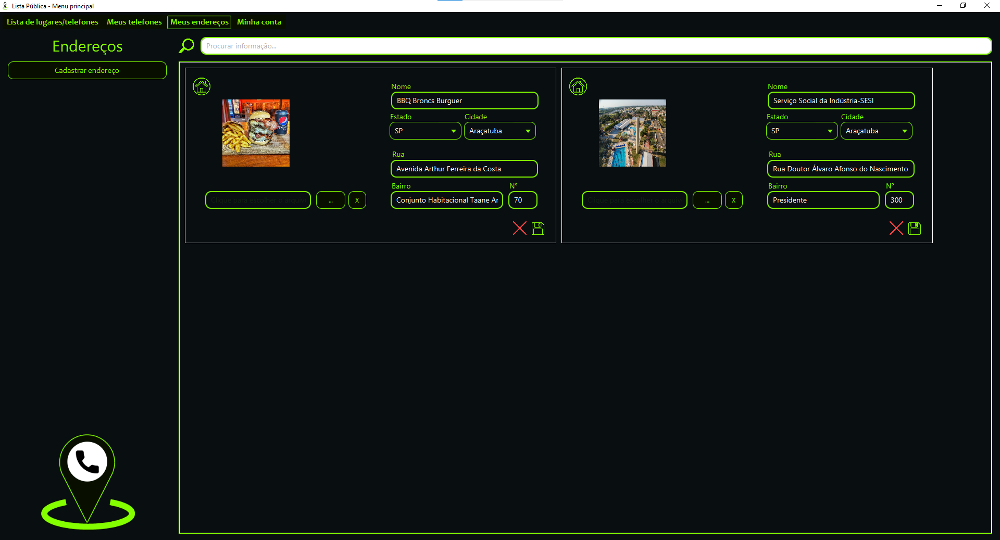 Lista Pública - Menu principal
Lista de lugares/telefones Meus telefones Meus endereços Minha conta
Endereços
Cadastrar endereço
Procurar informação...
Nome
BBQ Broncs Burguer
Estado Cidade
SP Araçatuba
Rua
Avenida Arthur Ferreira da Costa
Bairro N°
Clique para escolher o arquivo ... X Conjunto Habitacional Taane Ar 70
Nome
Serviço Social da Indústria-SESI
Estado Cidade
SP Araçatuba
Rua
Rua Doutor Álvaro Afonso do Nascimento
Bairro N°
Clique para escolher o arquivo ... X Presidente 300